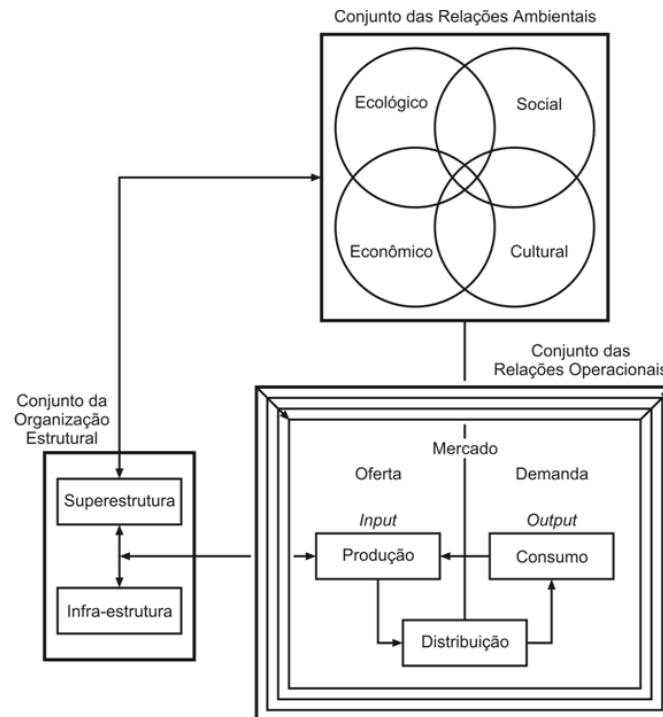 Conjunto das Relações Ambientais
Ecológico
Social
Econômico
Cultural
Conjunto das
Relações Operacionais
Conjunto da
Organização
Estrutural
Superestrutura
Infra-estrutura
Mercado
Oferta
Demanda
Input
Output
Produção
Consumo
Distribuição